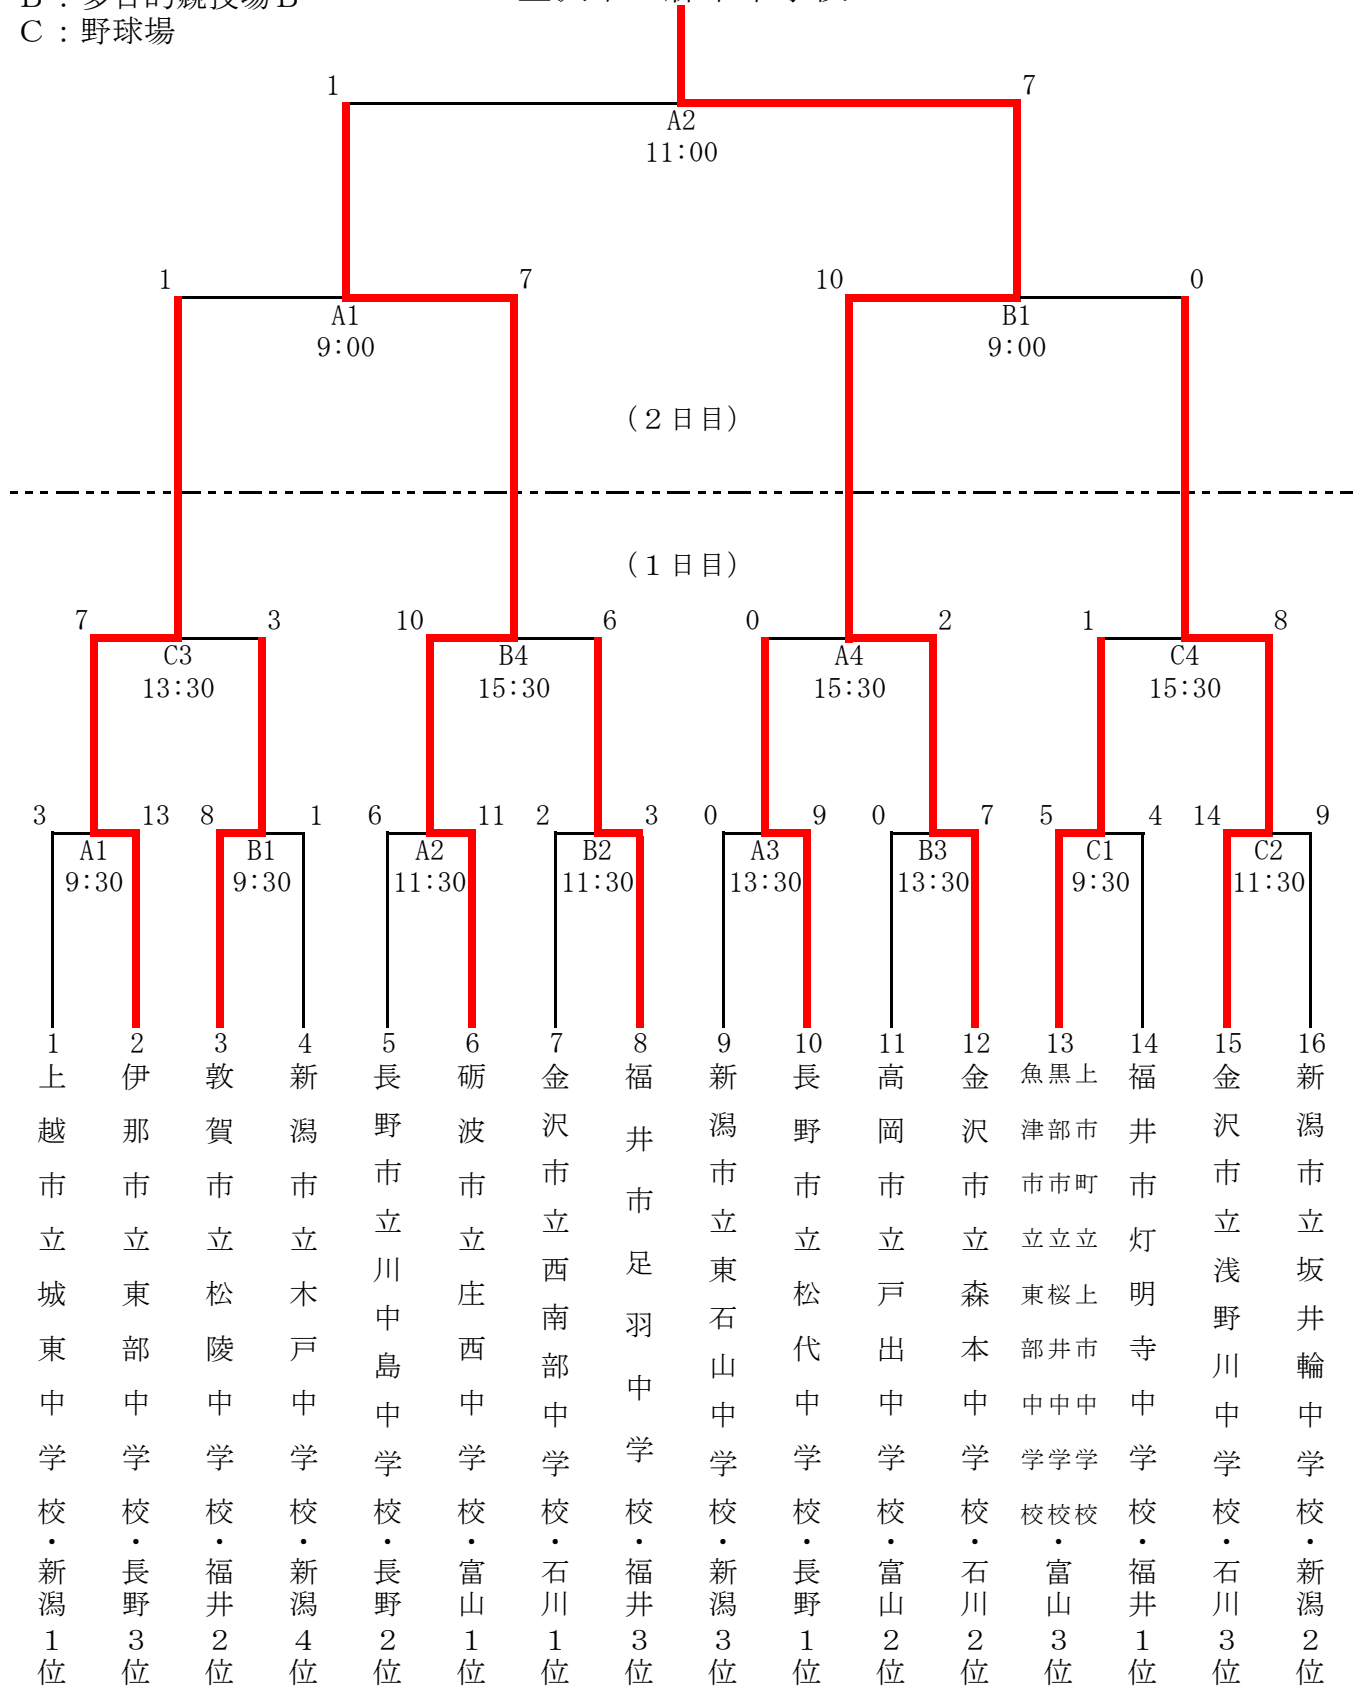 C：野球場
1
7
A2
11:00
1
7
10
0
A1
9:00
B1
9:00
(２日目)
(１日目)
7
3
10
6
0
2
1
8
C3
13:30
B4
15:30
A4
15:30
C4
15:30
3
13
8
1
6
11
2
3
0
9
0
7
5
4
14
9
A1
9:30
B1
9:30
A2
11:30
B2
11:30
A3
13:30
B3
13:30
C1
9:30
C2
11:30
1
上越市立城東中学校・新潟1位
2
伊那市立東部中学校・長野3位
3
敦賀市立松陵中学校・福井2位
4
新潟市立木戸中学校・新潟4位
5
長野市立川中島中学校・長野2位
6
砺波市立庄西中学校・富山1位
7
金沢市立西南部中学校・石川1位
8
福井市足羽中学校・福井3位
9
新潟市立東石山中学校・新潟3位
10
長野市立松代中学校・長野1位
11
高岡市立戸出中学校・富山2位
12
金沢市立森本中学校・石川2位
13
上市町立上市中学校
黒部市立桜井中学校
魚津市立東部中学校
・富山3位
14
福井市灯明寺中学校・福井1位
15
金沢市立浅野川中学校・石川3位
16
新潟市立坂井輪中学校・新潟2位